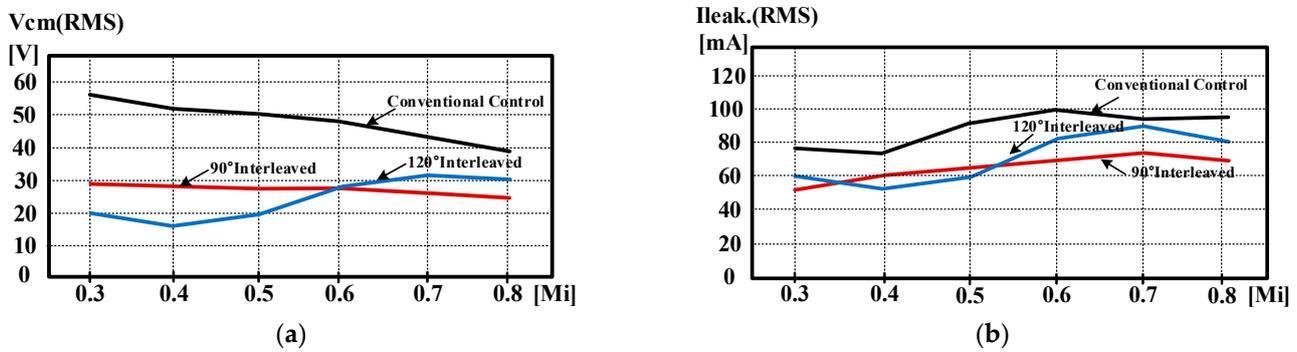 Vcm(RMS)
[V]
60
50
40
30
20
10
0
Conventional Control
90°Interleaved
120°Interleaved
0.3 0.4 0.5 0.6 0.7 0.8 [Mi]
(a)
Ileak.(RMS)
[mA]
120
100
80
60
40
20
0
Conventional Control
120°Interleaved
90°Interleaved
0.3 0.4 0.5 0.6 0.7 0.8 [Mi]
(b)